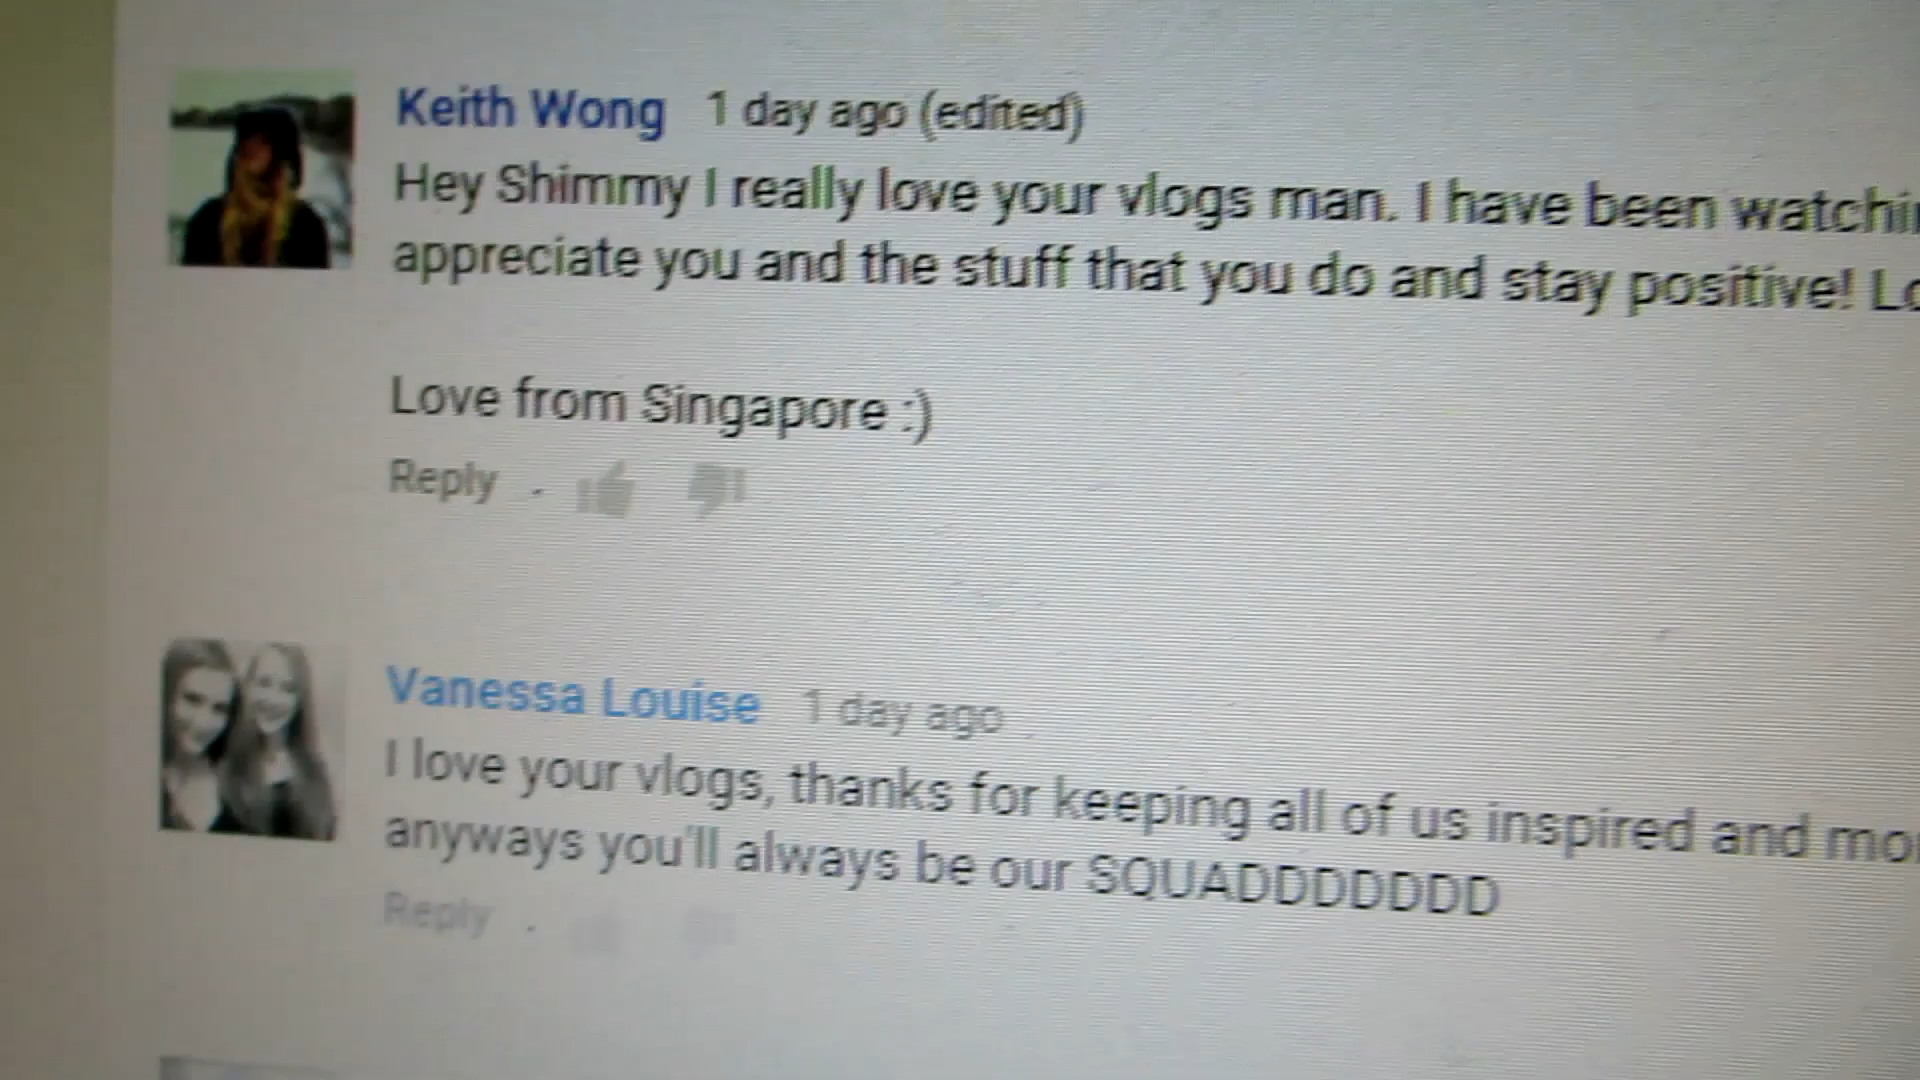 Keith Wong 1 day ago (edited)
Hey Shimmy I really love your vlogs man. I have been
appreciate you and the stuff that you do and stay positive!
Love from Singapore :)
Reply
Vanessa Louise 1 day ago
I love your vlogs, thanks for keeping all of us inspired and
anyways you'll always be our SQUADDDDDDD
Reply